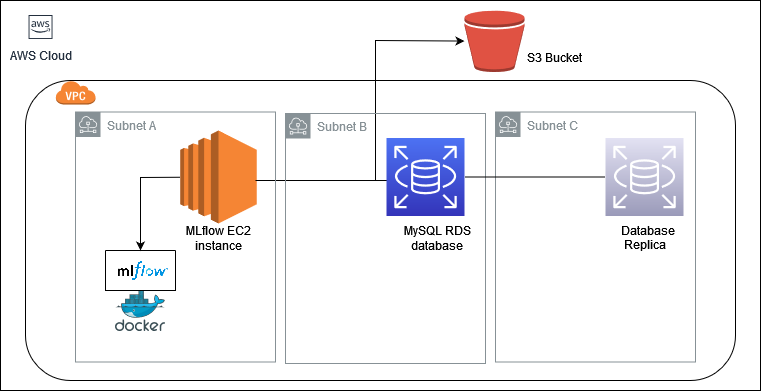 aws
AWS Cloud
S3 Bucket
VPC
Subnet A
Subnet B
Subnet C
MLflow EC2
instance
MySQL RDS
database
Database
Replica
mlflow
docker